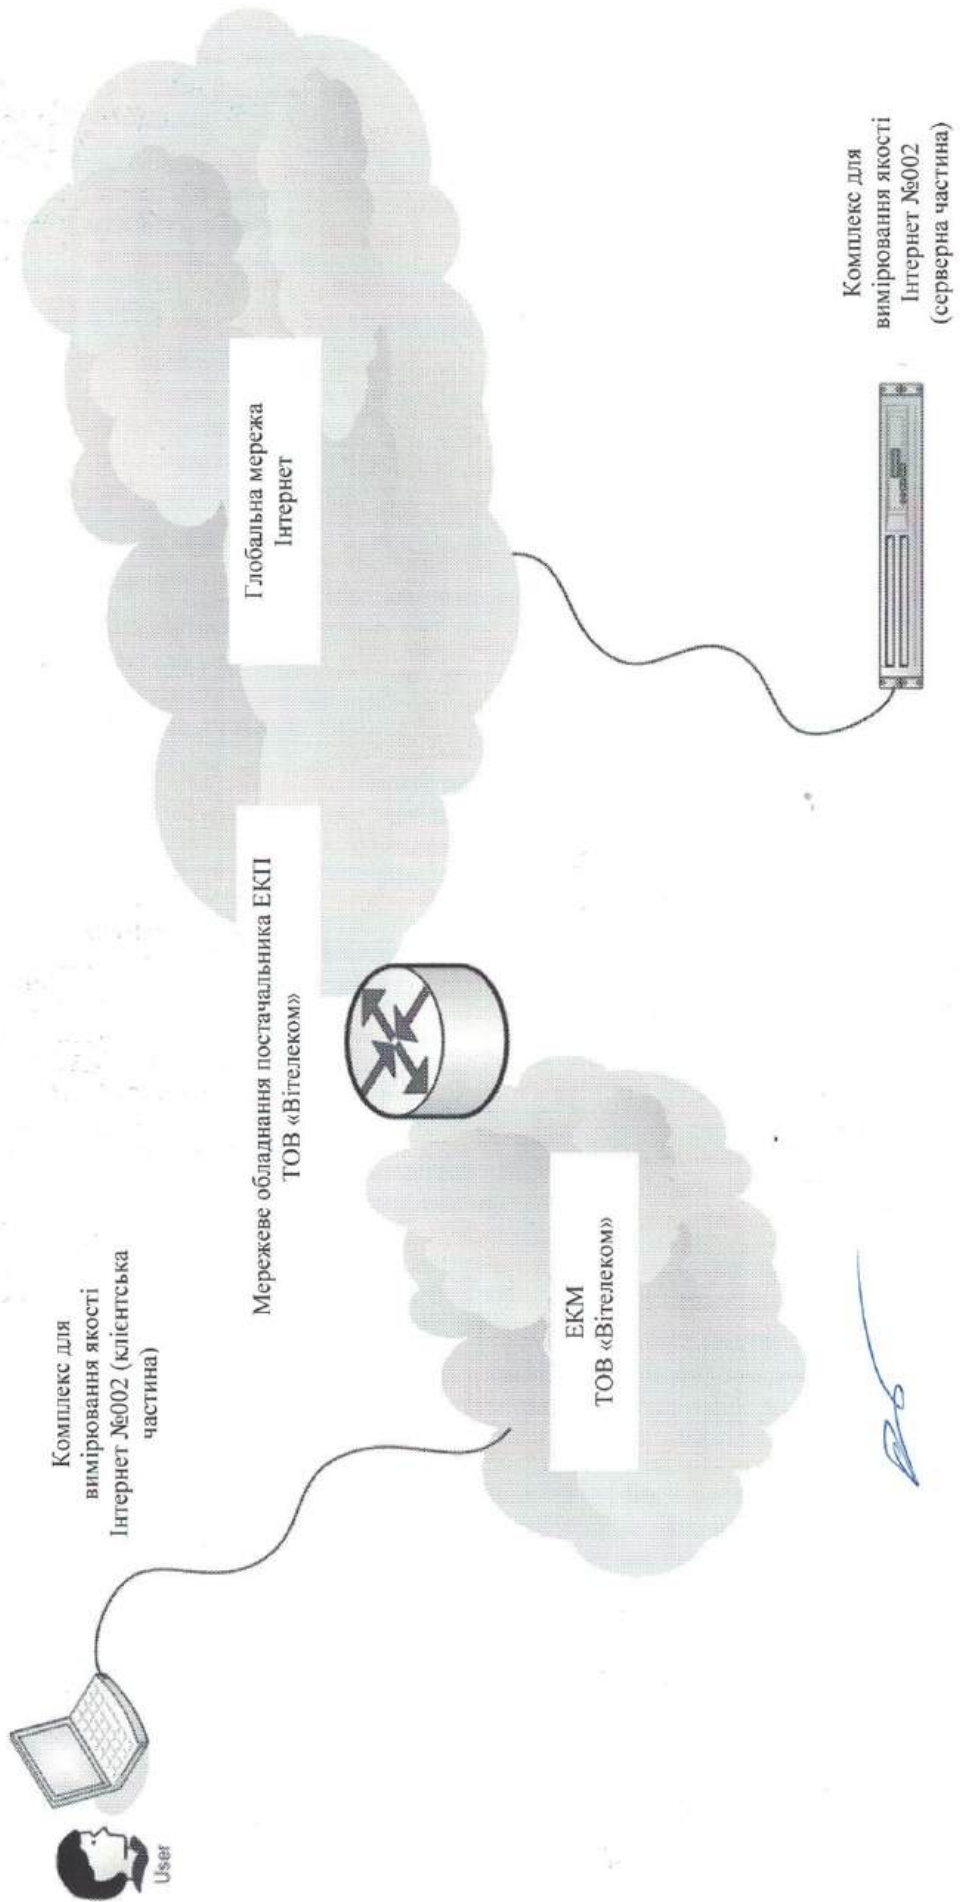 User
Комплекс для
вимірювання якості
Інтернет №002 (клієнтська
частина)
Мережеве обладнання постачальника ЕКП
ТОВ «Вітелеком»
Глобальна мережа
Інтернет
ЕКМ
ТОВ «Вітелеком»
Комплекс для
вимірювання якості
Інтернет №002
(серверна частина)